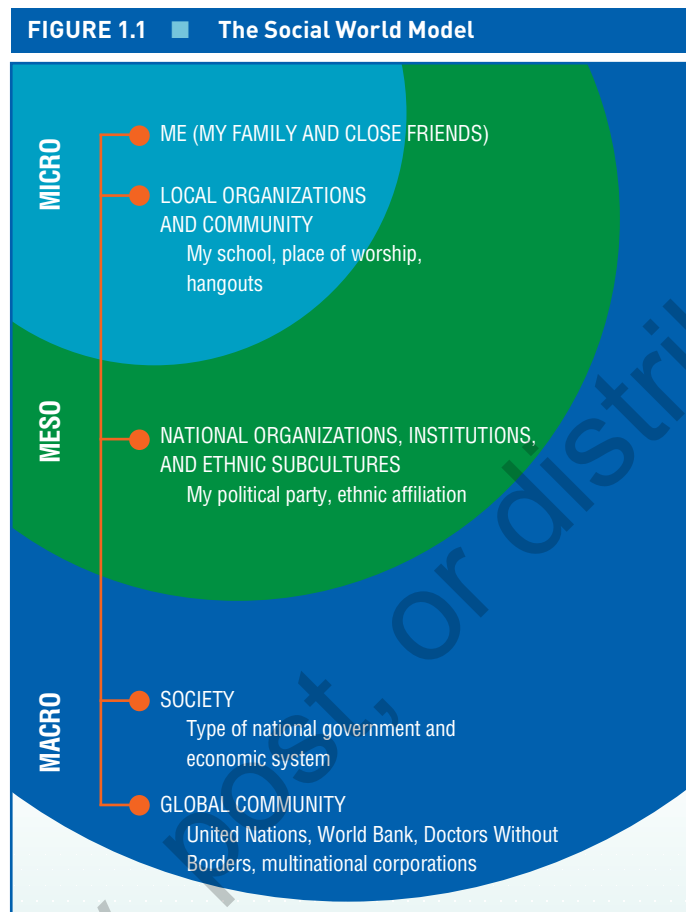 FIGURE 1.1 ■ The Social World Model
MICRO
ME (MY FAMILY AND CLOSE FRIENDS)
LOCAL ORGANIZATIONS
AND COMMUNITY
My school, place of worship,
hangouts
MESO
NATIONAL ORGANIZATIONS, INSTITUTIONS,
AND ETHNIC SUBCULTURES
My political party, ethnic affiliation
MACRO
SOCIETY
Type of national government and
economic system
GLOBAL COMMUNITY
United Nations, World Bank, Doctors Without
Borders, multinational corporations
post, or